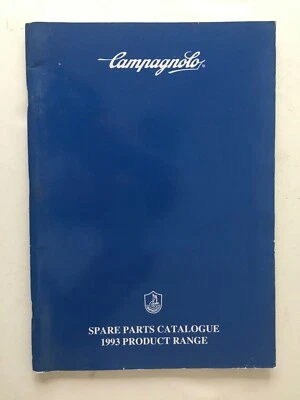 Campagnolo®
SPARE PARTS CATALOGUE
1993 PRODUCT RANGE